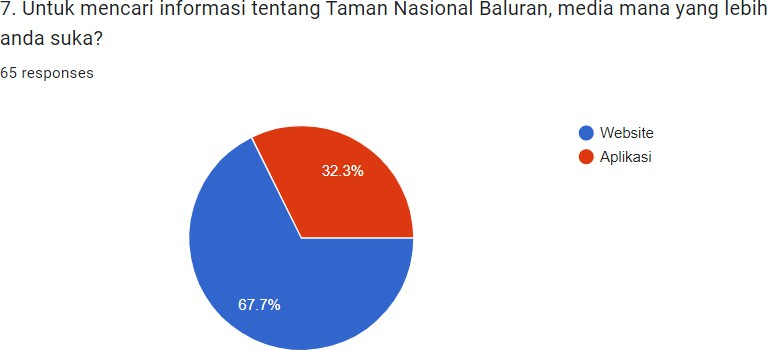 7. Untuk mencari informasi tentang Taman Nasional Baluran, media mana yang lebih
anda suka?
65 responses
Website
Aplikasi
32.3%
67.7%